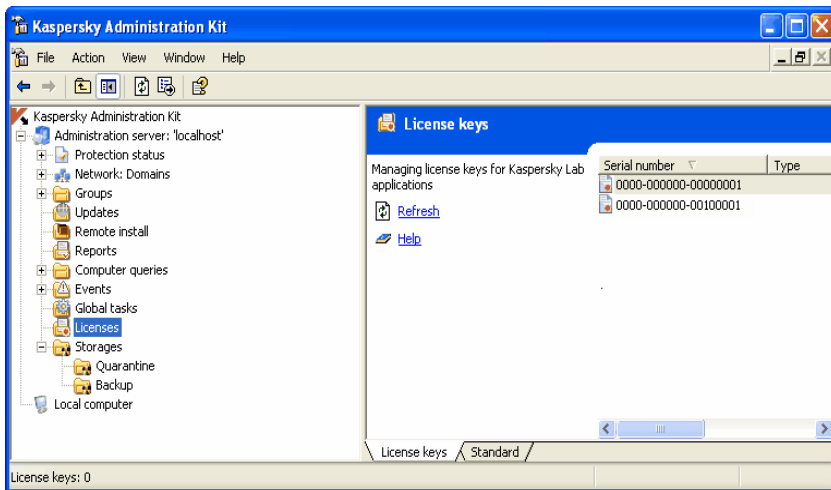 Kaspersky Administration Kit
File Action View Window Help
Kaspersky Administration Kit
Administration server: 'localhost'
Protection status
Network: Domains
Groups
Updates
Remote install
Reports
Computer queries
Events
Global tasks
Licenses
Storages
Quarantine
Backup
Local computer
License keys
Managing license keys for Kaspersky Lab
applications
Refresh
Help
Serial number Type
0000-000000-00000001
0000-000000-00100001
License keys Standard
License keys: 0